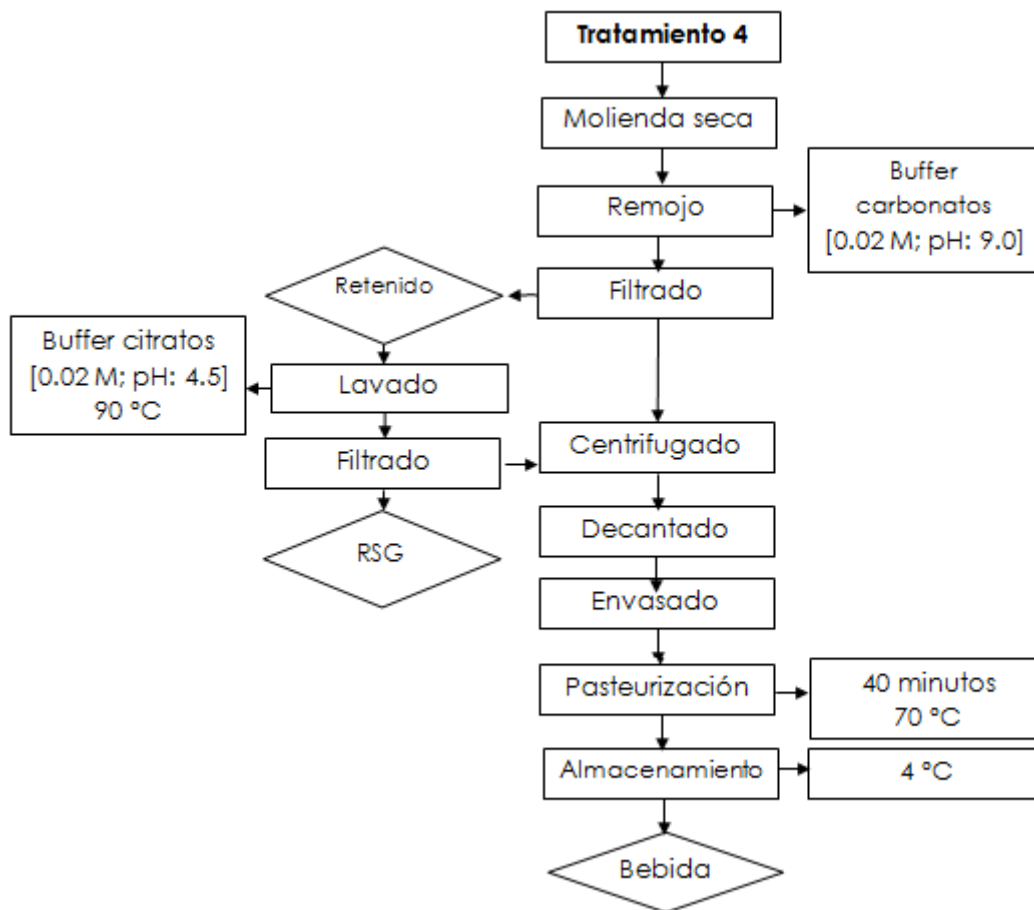 Tratamiento 4
Molienda seca
Remojo
Buffer
carbonatos
[0.02 M; pH: 9.0]
Retenido
Filtrado
Buffer citratos
[0.02 M; pH: 4.5]
90 °C
Lavado
Filtrado
Centrifugado
RSG
Decantado
Envasado
Pasteurización
40 minutos
70 °C
Almacenamiento
4 °C
Bebida